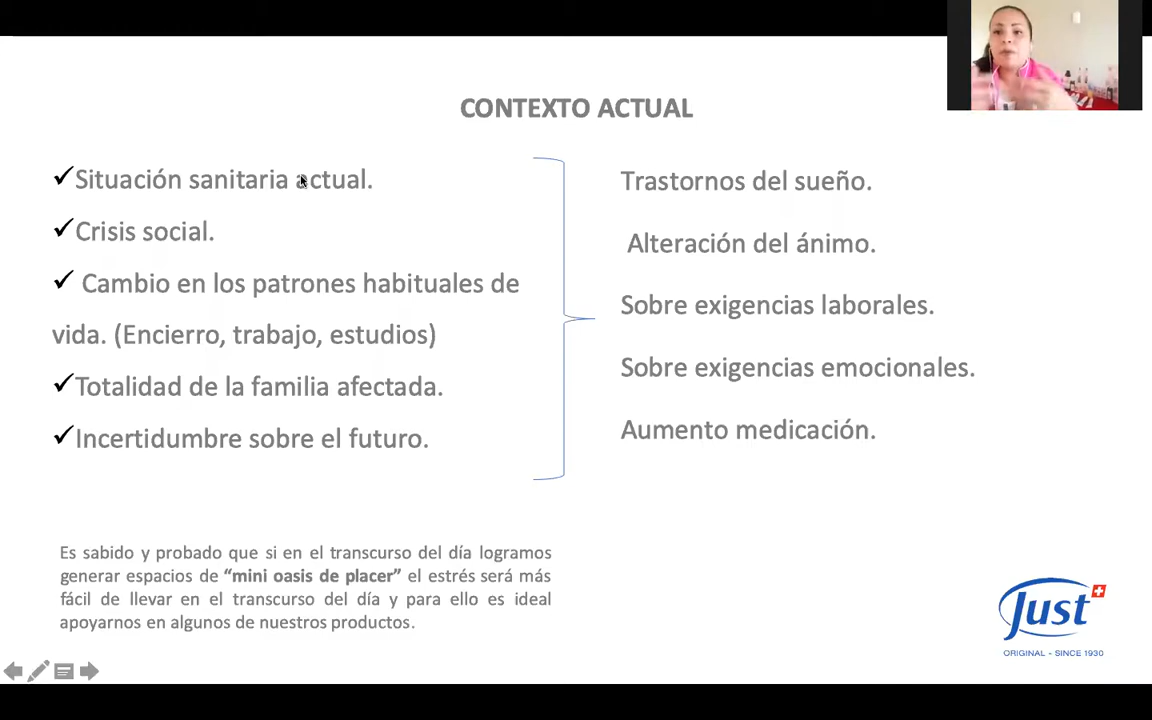 CONTEXTO ACTUAL
✓Situación sanitaria actual.
✓Crisis social.
✓ Cambio en los patrones habituales de
vida. (Encierro, trabajo, estudios)
✓Totalidad de la familia afectada.
✓Incertidumbre sobre el futuro.
Trastornos del sueño.
Alteración del ánimo.
Sobre exigencias laborales.
Sobre exigencias emocionales.
Aumento medicación.
Es sabido y probado que si en el transcurso del día logramos
generar espacios de “mini oasis de placer” el estrés será más
fácil de llevar en el transcurso del día y para ello es ideal
apoyarnos en algunos de nuestros productos.
Just
ORIGINAL - SINCE 1930